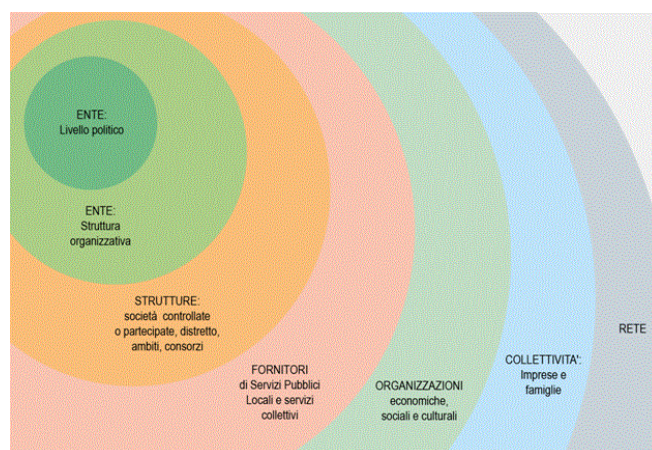 ENTE:
Livello politico
ENTE:
Struttura
organizzativa
STRUTTURE:
società controllate
o partecipate, distretto,
ambiti, consorzi
FORNITORI
di Servizi Pubblici
Locali e servizi
collettivi
ORGANIZZAZIONI
economiche,
sociali e culturali
COLLETTIVITA':
Imprese e
famiglie
RETE